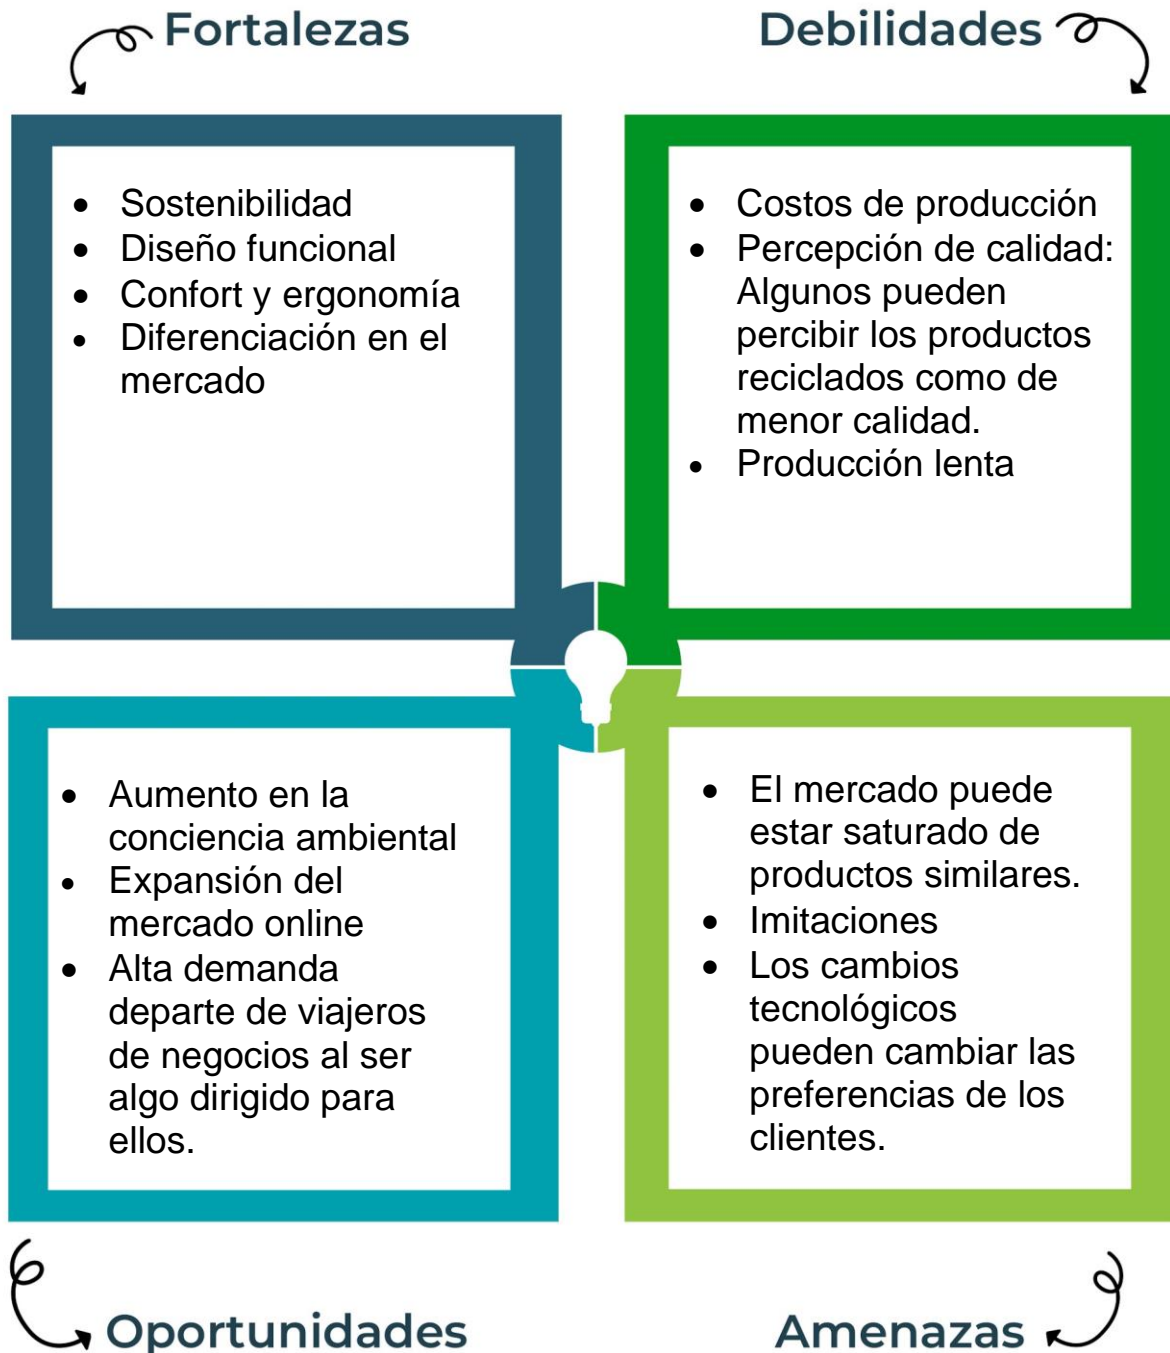 Fortalezas
• Sostenibilidad
• Diseño funcional
• Confort y ergonomía
• Diferenciación en el
mercado
Debilidades
• Costos de producción
• Percepción de calidad:
Algunos pueden
percibir los productos
reciclados como de
menor calidad.
• Producción lenta
• Aumento en la
conciencia ambiental
• Expansión del
mercado online
• Alta demanda
departe de viajeros
de negocios al ser
algo dirigido para
ellos.
Oportunidades
• El mercado puede
estar saturado de
productos similares.
• Imitaciones
• Los cambios
tecnológicos
pueden cambiar las
preferencias de los
clientes.
Amenazas